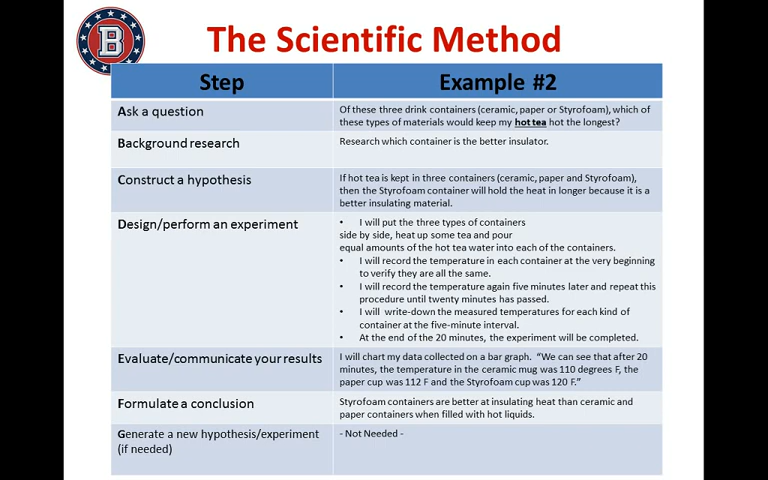 B
The Scientific Method
Step
Example #2
Ask a question
Of these three drink containers (ceramic, paper or Styrofoam), which of
these types of materials would keep my hot tea hot the longest?
Background research
Research which container is the better insulator.
Construct a hypothesis
If hot tea is kept in three containers (ceramic, paper and Styrofoam),
then the Styrofoam container will hold the heat in longer because it is a
better insulating material.
Design/perform an experiment
• I will put the three types of containers
side by side, heat up some tea and pour
equal amounts of the hot tea water into each of the containers.
• I will record the temperature in each container at the very beginning
to verify they are all the same.
• I will record the temperature again five minutes later and repeat this
procedure until twenty minutes has passed.
• I will write-down the measured temperatures for each kind of
container at the five-minute interval.
• At the end of the 20 minutes, the experiment will be completed.
Evaluate/communicate your results
I will chart my data collected on a bar graph. “We can see that after 20
minutes, the temperature in the ceramic mug was 110 degrees F, the
paper cup was 112 F and the Styrofoam cup was 120 F.”
Formulate a conclusion
Styrofoam containers are better at insulating heat than ceramic and
paper containers when filled with hot liquids.
Generate a new hypothesis/experiment
(if needed)
- Not Needed -